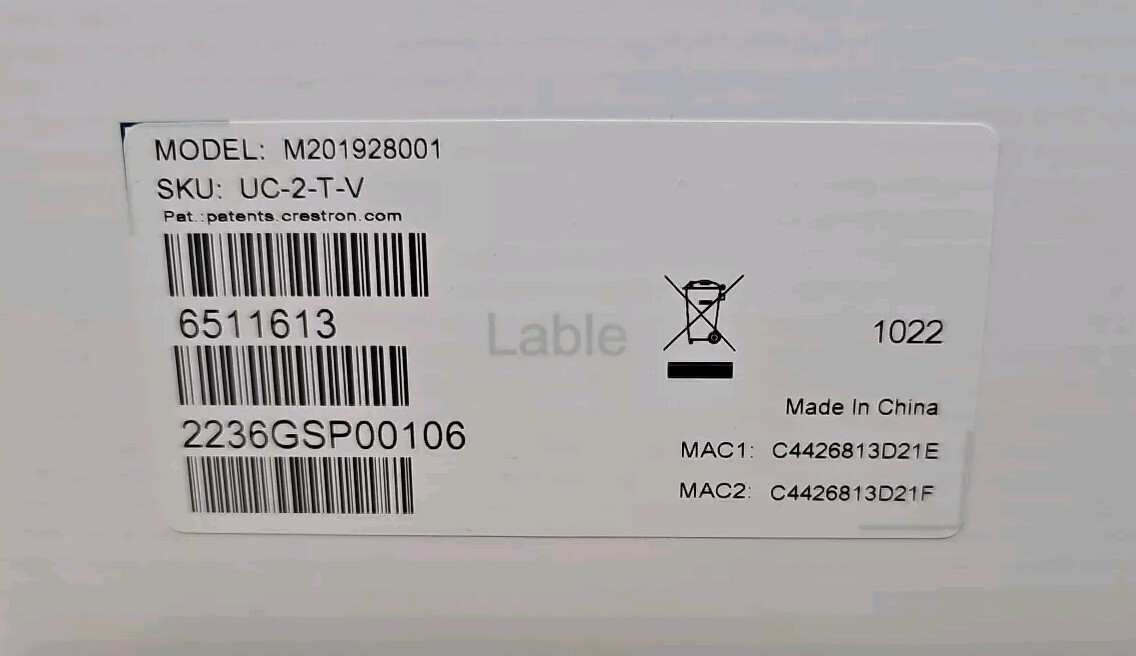 MODEL: M201928001
SKU: UC-2-T-V
Pat.:patents.crestron.com
6511613
2236GSP00106
Lable
1022
Made In China
MAC1: C4426813D21E
MAC2: C4426813D21F